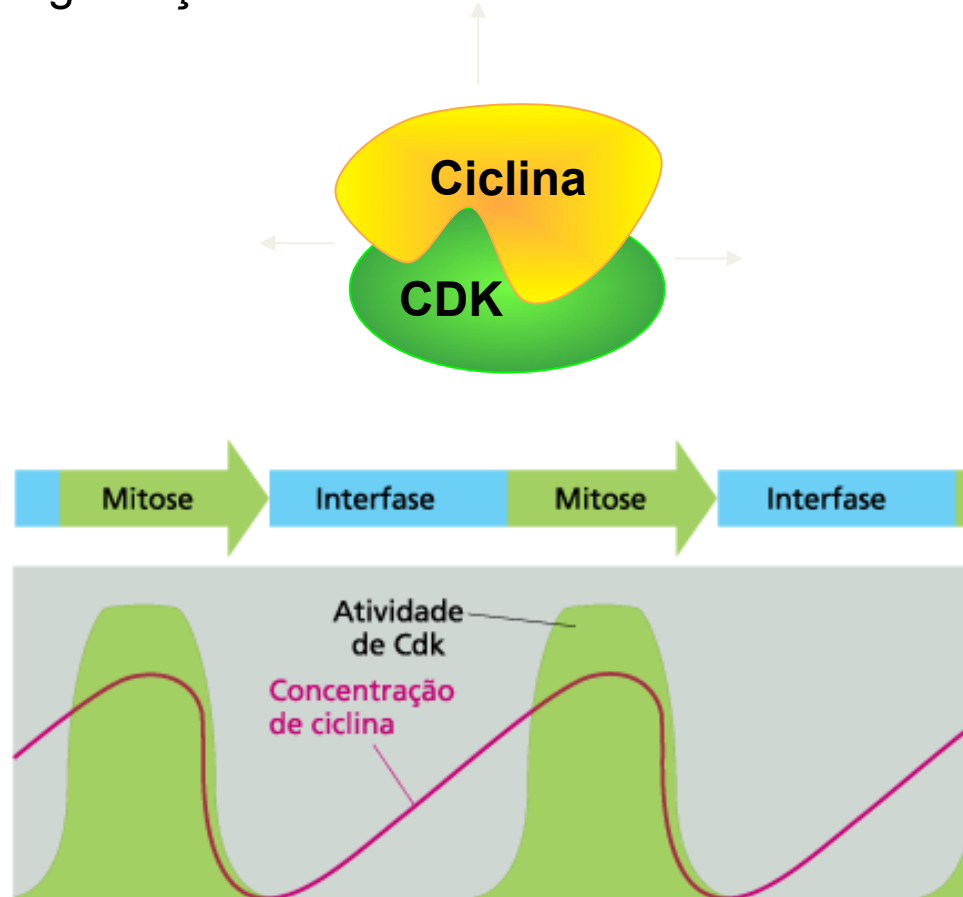 Ciclina
CDK
Mitose
Interfase
Mitose
Interfase
Atividade
de Cdk
Concentração
de ciclina